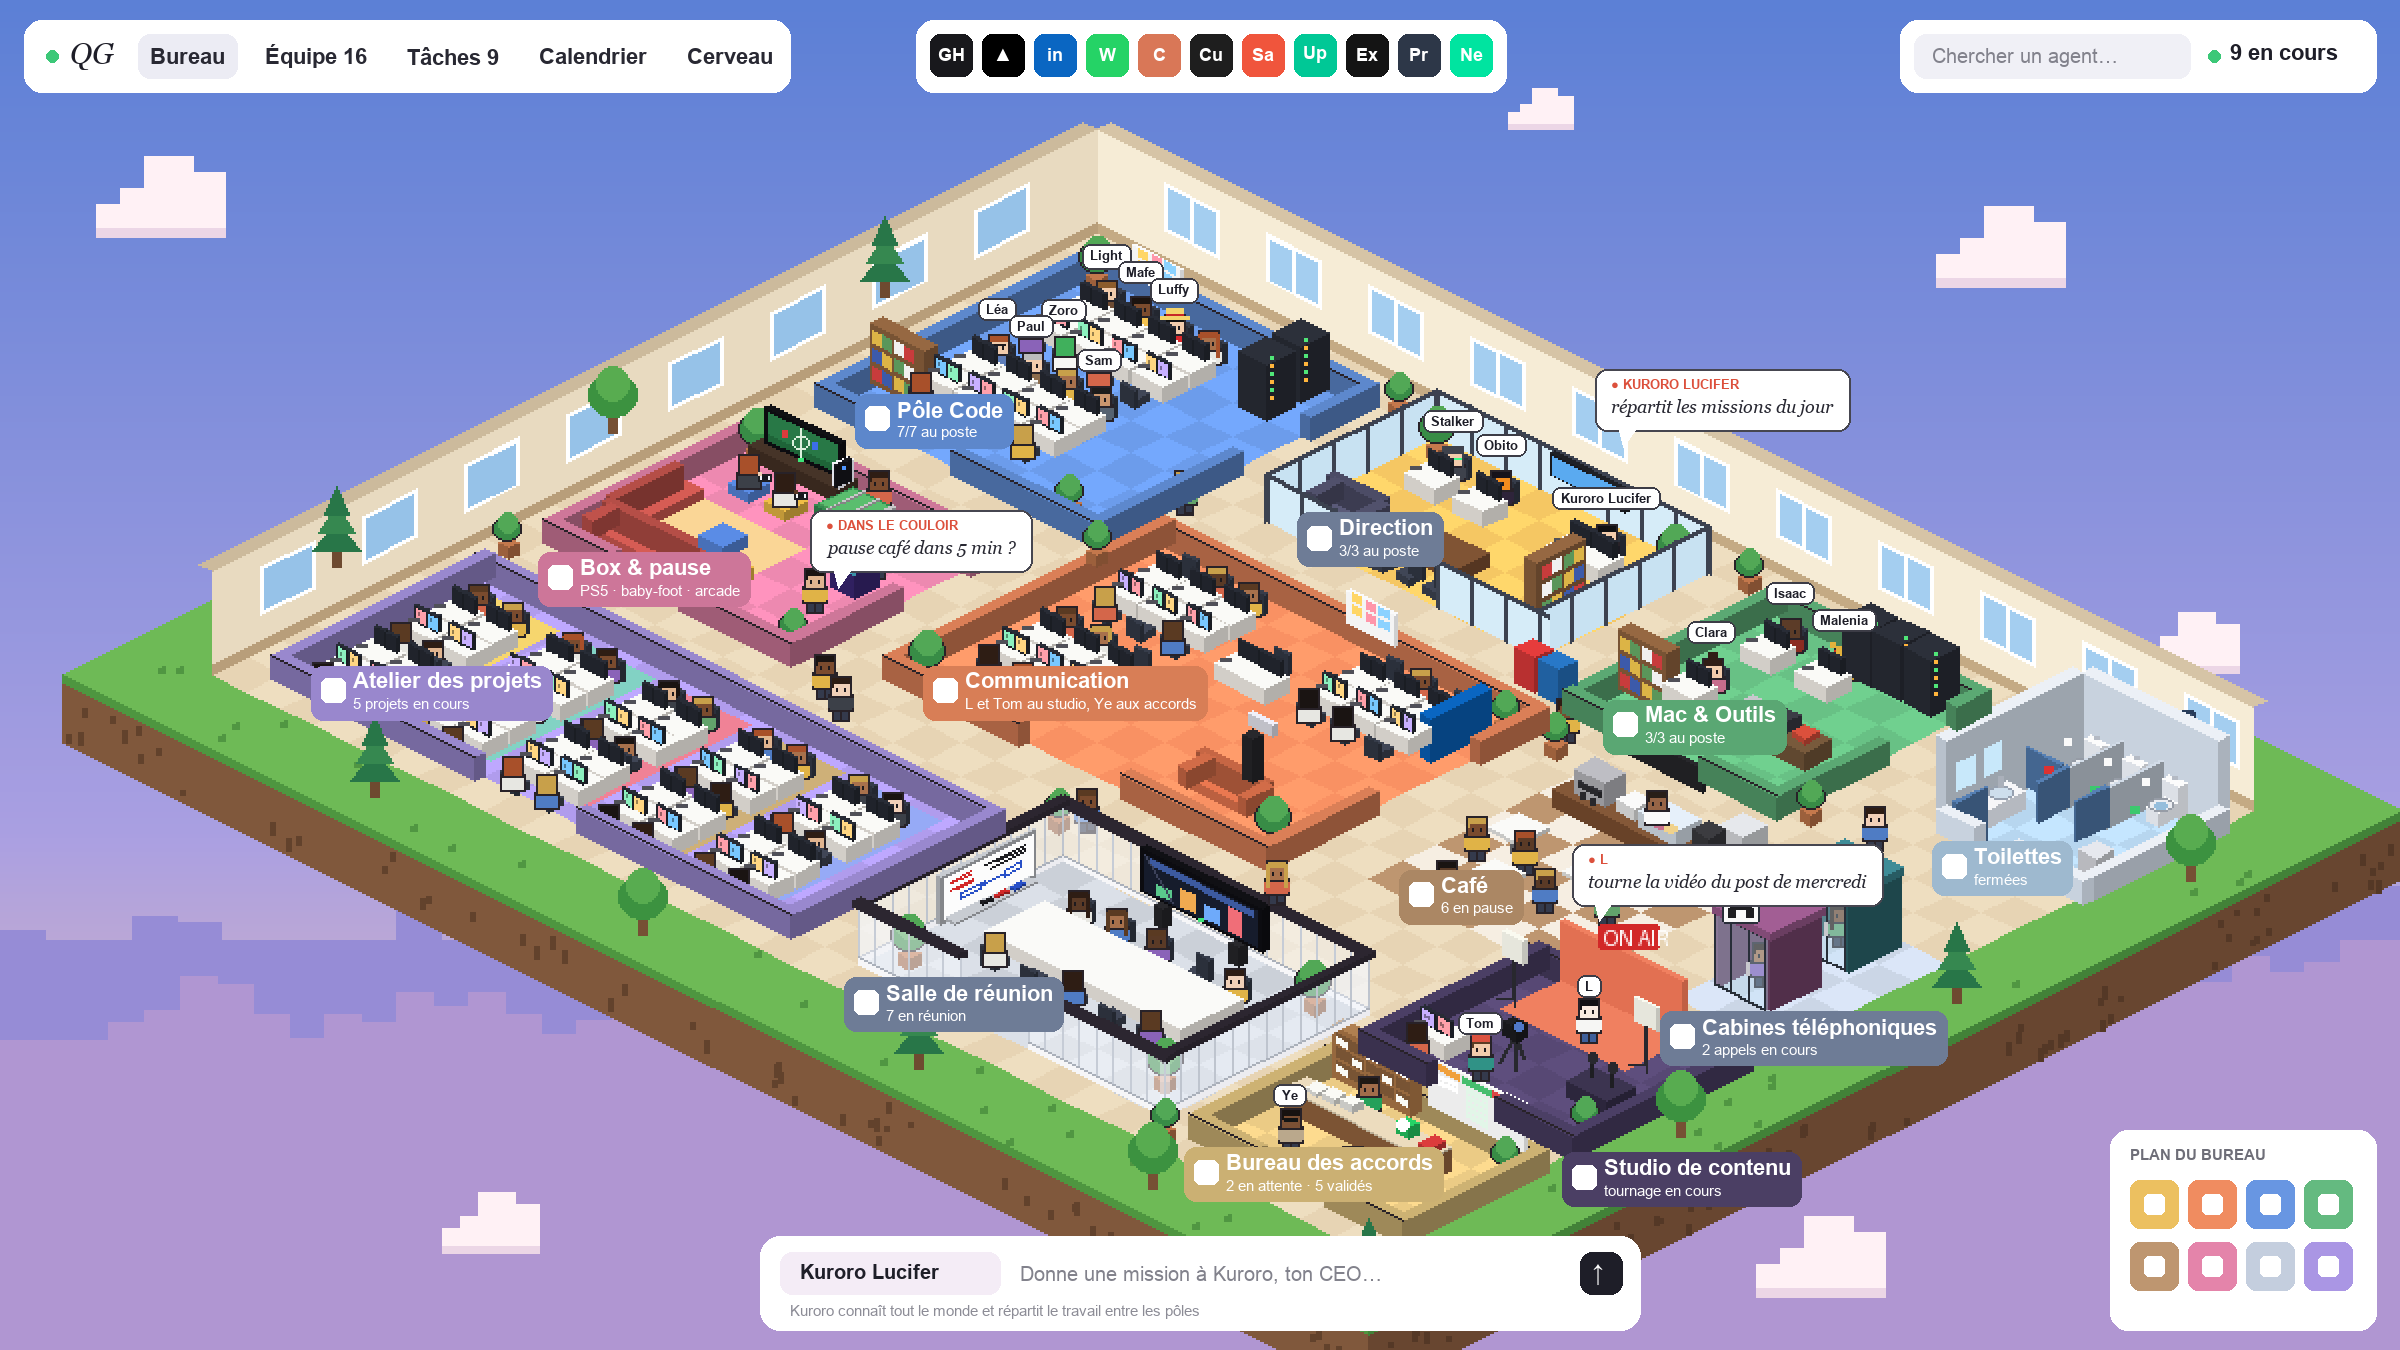 QG
Bureau
Équipe 16
Tâches 9
Calendrier
Cerveau
GH
▲
in
W
C
Cu
Sa
Up
Ex
Pr
Ne
Chercher un agent…
9 en cours
Light
Mafe
Luffy
Léa
Zoro
Paul
Sam
Pôle Code
7/7 au poste
● KURORO LUCIFER
répartit les missions du jour
Stalker
Obito
Kuroro Lucifer
Direction
3/3 au poste
● DANS LE COULOIR
pause café dans 5 min ?
Box & pause
PS5 · baby-foot · arcade
Isaac
Malenia
Clara
Mac & Outils
3/3 au poste
Atelier des projets
5 projets en cours
Communication
L et Tom au studio, Ye aux accords
Toilettes
fermées
Café
6 en pause
● L
tourne la vidéo du post de mercredi
ON AIR
L
Tom
Salle de réunion
7 en réunion
Cabines téléphoniques
2 appels en cours
Ye
Bureau des accords
2 en attente · 5 validés
Studio de contenu
tournage en cours
PLAN DU BUREAU
Kuroro Lucifer
Donne une mission à Kuroro, ton CEO…
↑
Kuroro connaît tout le monde et répartit le travail entre les pôles